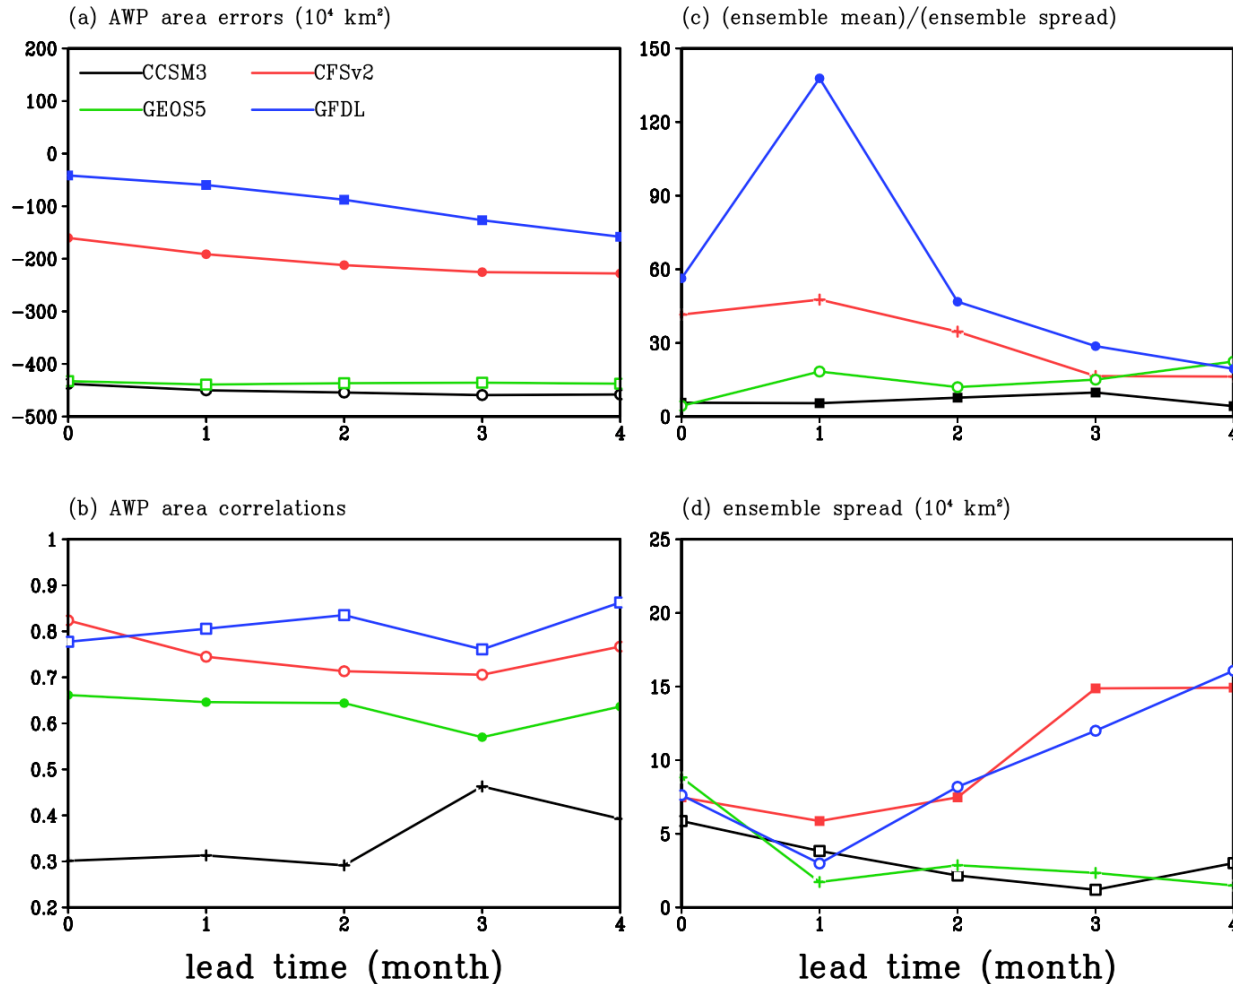 (a) AWP area errors (10⁴ km²)
200
100
0
-100
-200
-300
-400
-500
CCSM3
CFSv2
GEOS5
GFDL
0 1 2 3 4
(c) (ensemble mean)/(ensemble spread)
150
120
90
60
30
0
0 1 2 3 4
(b) AWP area correlations
1
0.9
0.8
0.7
0.6
0.5
0.4
0.3
0.2
0 1 2 3 4
lead time (month)
(d) ensemble spread (10⁴ km²)
25
20
15
10
5
0
0 1 2 3 4
lead time (month)